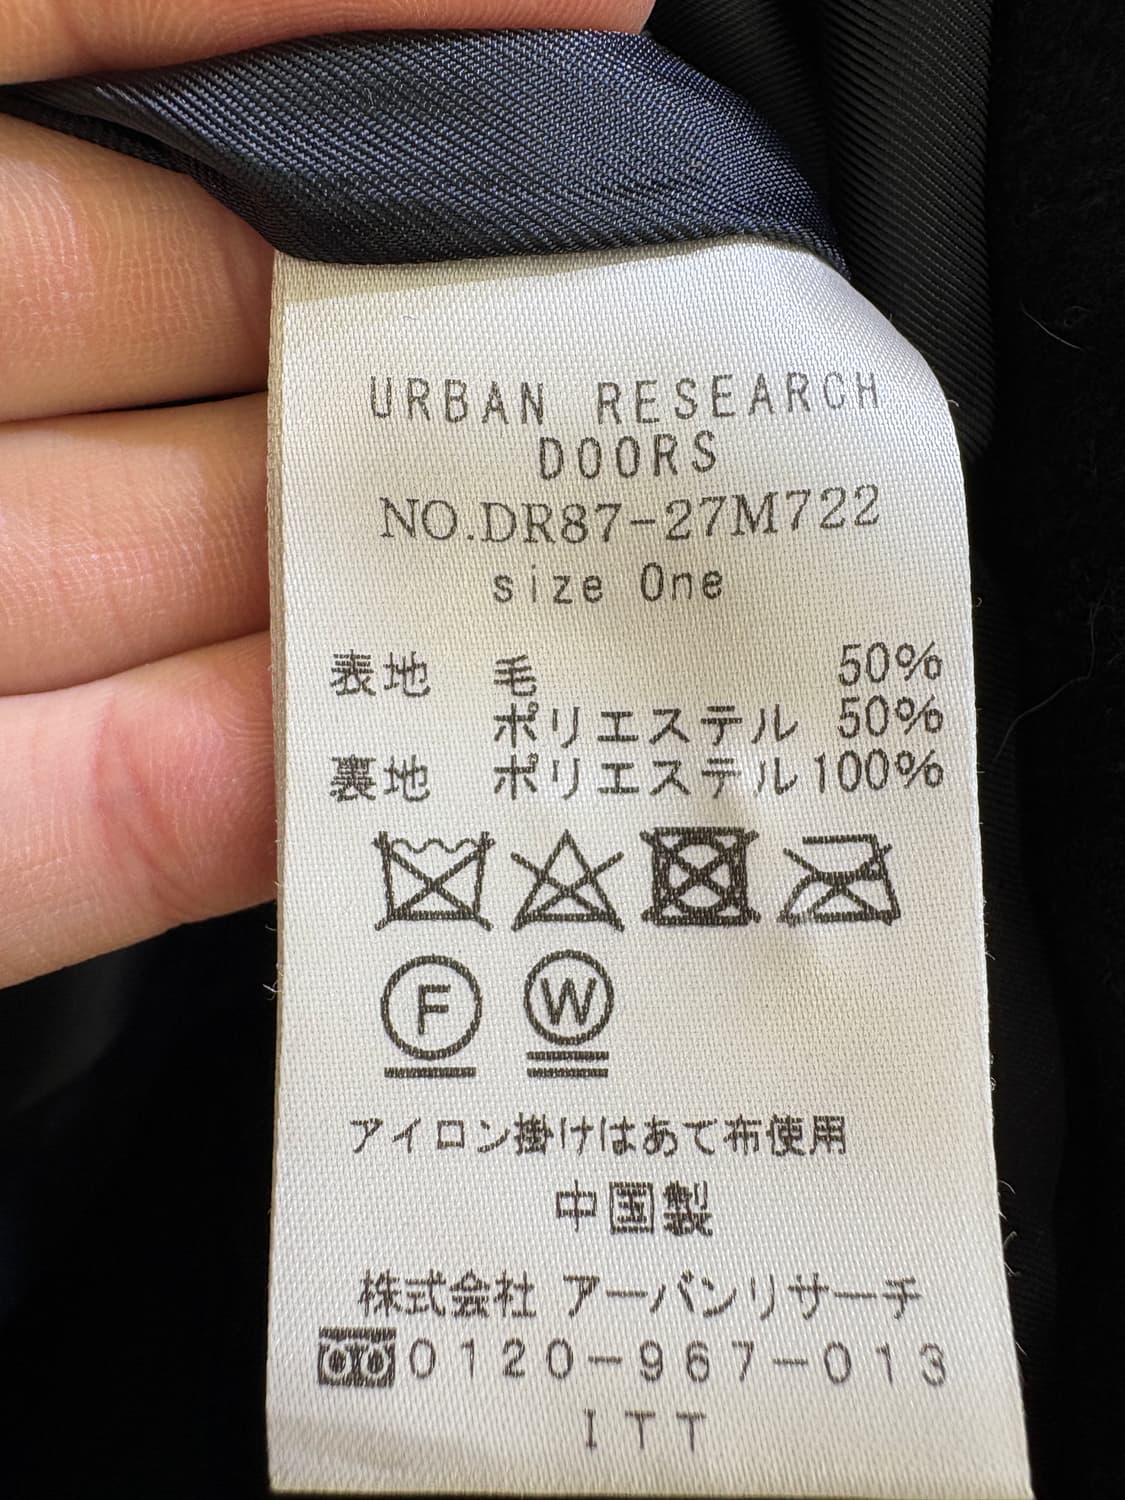 URBAN RESEARCH
DOORS
NO.DR87-27M722
size One
表地 毛 50%
ポリエステル 50%
裏地 ポリエステル 100%
F W
アイロン掛けはあて布使用
中国製
株式会社 アーバンリサーチ
0120-967-013
ITT